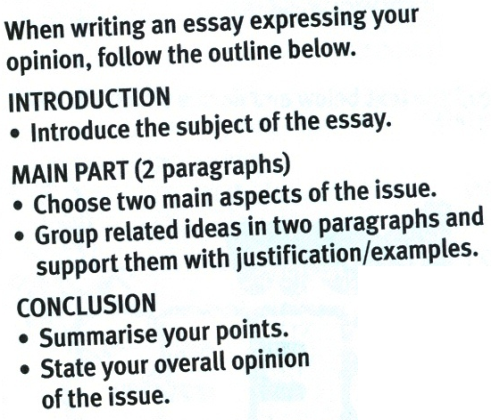 When writing an essay expressing your
opinion, follow the outline below.
INTRODUCTION
• Introduce the subject of the essay.
MAIN PART (2 paragraphs)
• Choose two main aspects of the issue.
• Group related ideas in two paragraphs and
support them with justification/examples.
CONCLUSION
• Summarise your points.
• State your overall opinion
of the issue.